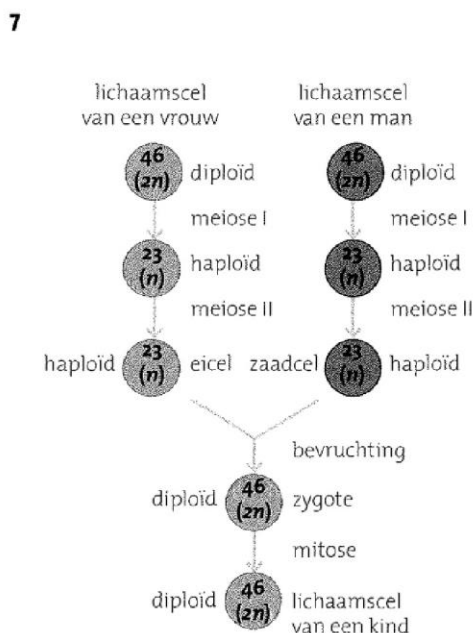 7
lichaamscel
van een vrouw
lichaamscel
van een man
46
(2n)
diploïd
46
(2n)
diploïd
meiose I
meiose I
23
(n)
haploïd
23
(n)
haploïd
meiose II
meiose II
haploïd
23
(n)
eicel
zaadcel
23
(n)
haploïd
bevruchting
diploïd
46
(2n)
zygote
mitose
diploïd
46
(2n)
lichaamscel
van een kind